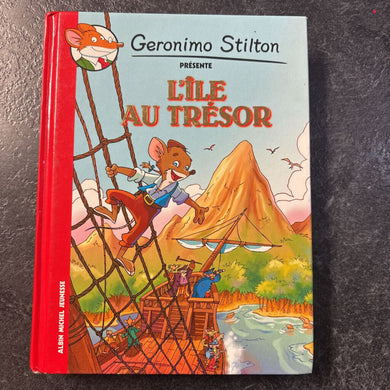 Geronimo Stilton
PRÉSENTE
L'ÎLE
AU TRÉSOR
ALBIN MICHEL JEUNESSE